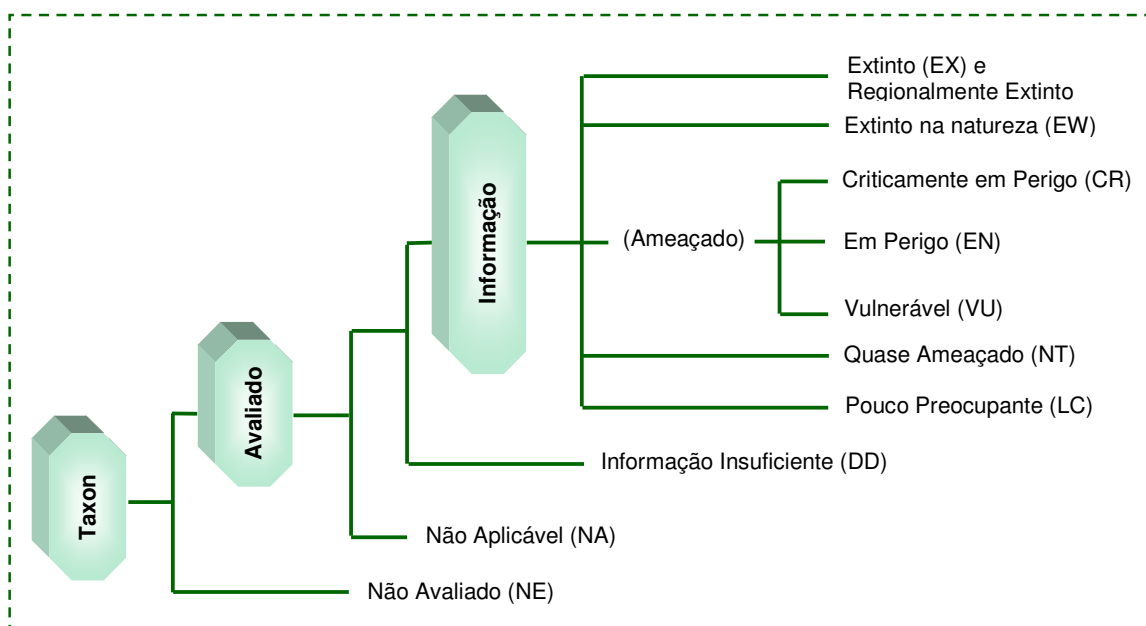 Extinto (EX) e
Regionalmente Extinto
Extinto na natureza (EW)
Criticamente em Perigo (CR)
(Ameaçado)
Em Perigo (EN)
Vulnerável (VU)
Quase Ameaçado (NT)
Pouco Preocupante (LC)
Informação
Informação Insuficiente (DD)
Avaliado
Não Aplicável (NA)
Taxon
Não Avaliado (NE)